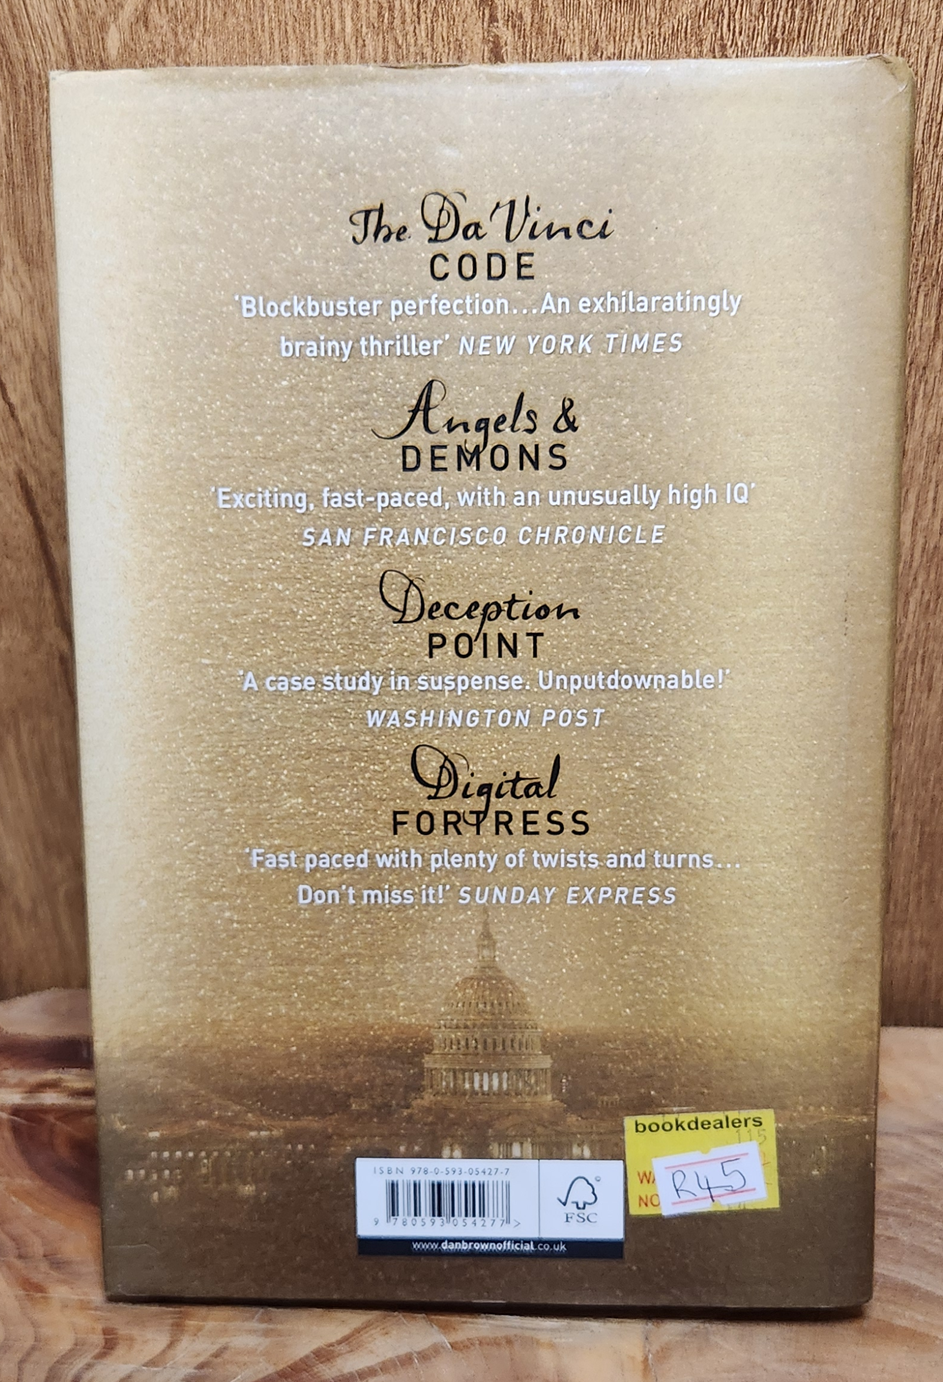 The Da Vinci
CODE
'Blockbuster perfection...An exhilaratingly
brainy thriller' NEW YORK TIMES
Angels &
DEMONS
'Exciting, fast-paced, with an unusually high IQ'
SAN FRANCISCO CHRONICLE
Deception
POINT
'A case study in suspense. Unputdownable!'
WASHINGTON POST
Digital
FORTRESS
'Fast paced with plenty of twists and turns...
Don't miss it!' SUNDAY EXPRESS
bookdealers
115
WA
NO
R45
ISBN 978-0-593-05427-7
9 780593 054277 >
FSC
www.danbrownofficial.co.uk